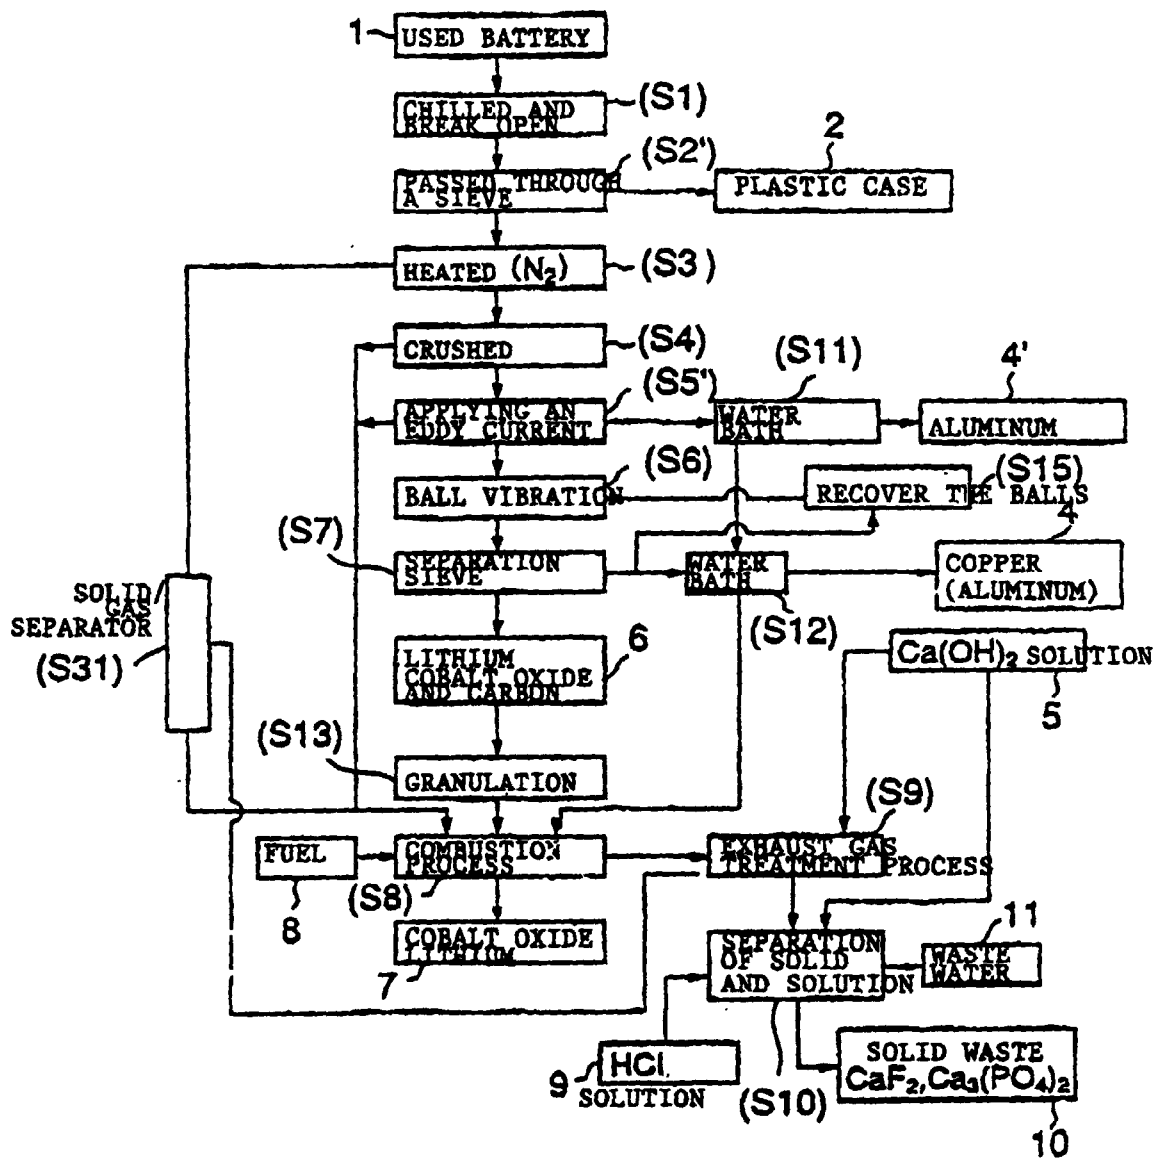 1
USED BATTERY
(S1)
CHILLED AND
BREAK OPEN
(S2')
PASSED THROUGH
A SIEVE
2
PLASTIC CASE
HEATED (N2)
(S3)
CRUSHED
(S4)
APPLYING AN
EDDY CURRENT
(S5')
(S11)
WATER
BATH
4'
ALUMINUM
(S6)
BALL VIBRATION
(S15)
RECOVER THE BALLS
(S7)
SEPARATION
SIEVE
WATER
BATH
(S12)
4
COPPER
(ALUMINUM)
SOLID
GAS
SEPARATOR
(S31)
LITHIUM
COBALT OXIDE
AND CARBON
6
Ca(OH)2 SOLUTION
5
(S13)
GRANULATION
(S9)
FUEL
8
COMBUSTION
PROCESS
(S8)
EXHAUST GAS
TREATMENT PROCESS
COBALT OXIDE
LITHIUM
7
SEPARATION
OF SOLID
AND SOLUTION
11
WASTE
WATER
9
HCl
SOLUTION
(S10)
SOLID WASTE
CaF2,Ca3(PO4)2
10